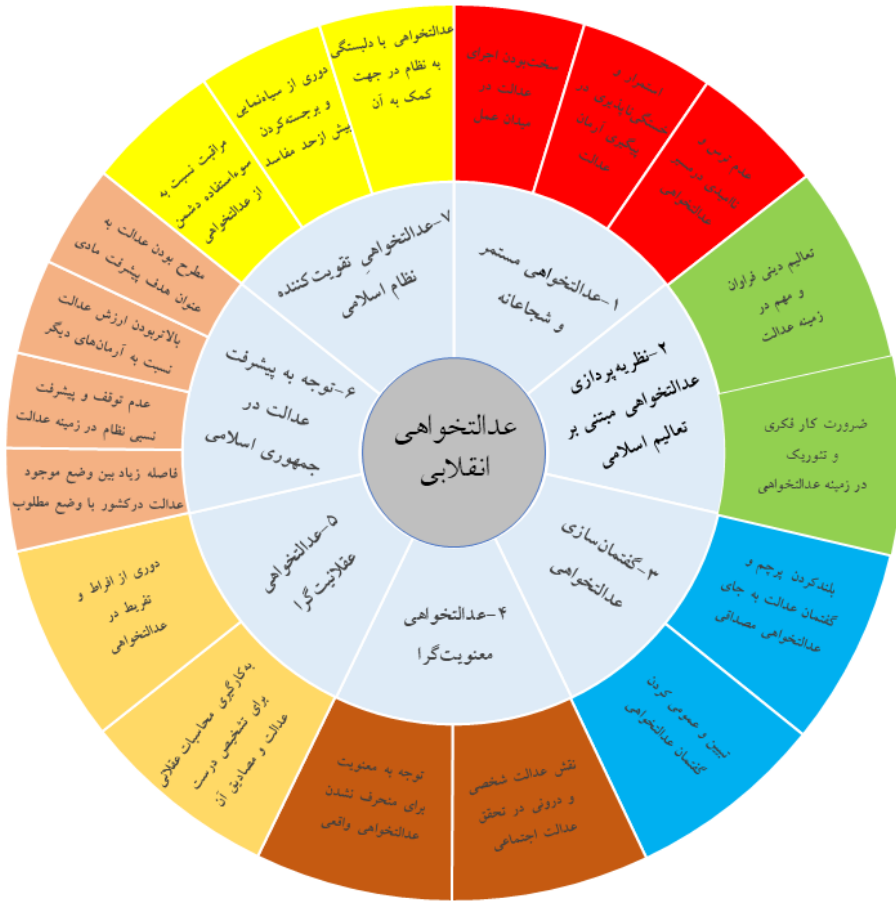 عدالتخواهی
انقلابی
۱-عدالتخواهی مستمر
و شجاعانه
سخت‌بودن اجرای
عدالت در
میدان عمل
استمرار و
خستگی‌ناپذیری در
پیگیری آرمان
عدالت
عدم ترس و
ناامیدی درمسیر
عدالتخواهی
۲-نظریه‌پردازی
عدالتخواهی مبتنی بر
تعالیم اسلامی
تعالیم دینی فراوان
و مهم در
زمینه عدالت
ضرورت کار فکری
و تئوریک
در زمینه عدالتخواهی
۳-گفتمان‌سازی
عدالتخواهی
بلندکردن پرچم و
گفتمان عدالت به جای
عدالتخواهی مصداقی
تبیین و عمومی کردن
گفتمان عدالتخواهی
۴-عدالتخواهی
معنویت‌گرا
نقش عدالت شخصی
و درونی در تحقق
عدالت اجتماعی
توجه به معنویت
برای منحرف نشدن
عدالتخواهی واقعی
۵-عدالتخواهی
عقلانیت‌گرا
به‌کارگیری محاسبات عقلانی
برای تشخیص درست
عدالت و مصادیق آن
دوری از افراط و
تفریط در
عدالتخواهی
۶-توجه به پیشرفت
عدالت در
جمهوری اسلامی
فاصله زیاد بین وضع موجود
عدالت درکشور با وضع مطلوب
عدم توقف و پیشرفت
نسبی نظام در زمینه عدالت
بالاتربودن ارزش عدالت
نسبت به آرمان‌های دیگر
مطرح بودن عدالت به
عنوان هدف پیشرفت مادی
۷-عدالتخواهیِ تقویت‌کننده
نظام اسلامی
مراقبت نسبت به
سوءاستفاده دشمن
از عدالتخواهی
دوری از سیاه‌نمایی
و برجسته‌کردن
بیش ازحد مفاسد
عدالتخواهی با دلبستگی
به نظام در جهت
کمک به آن